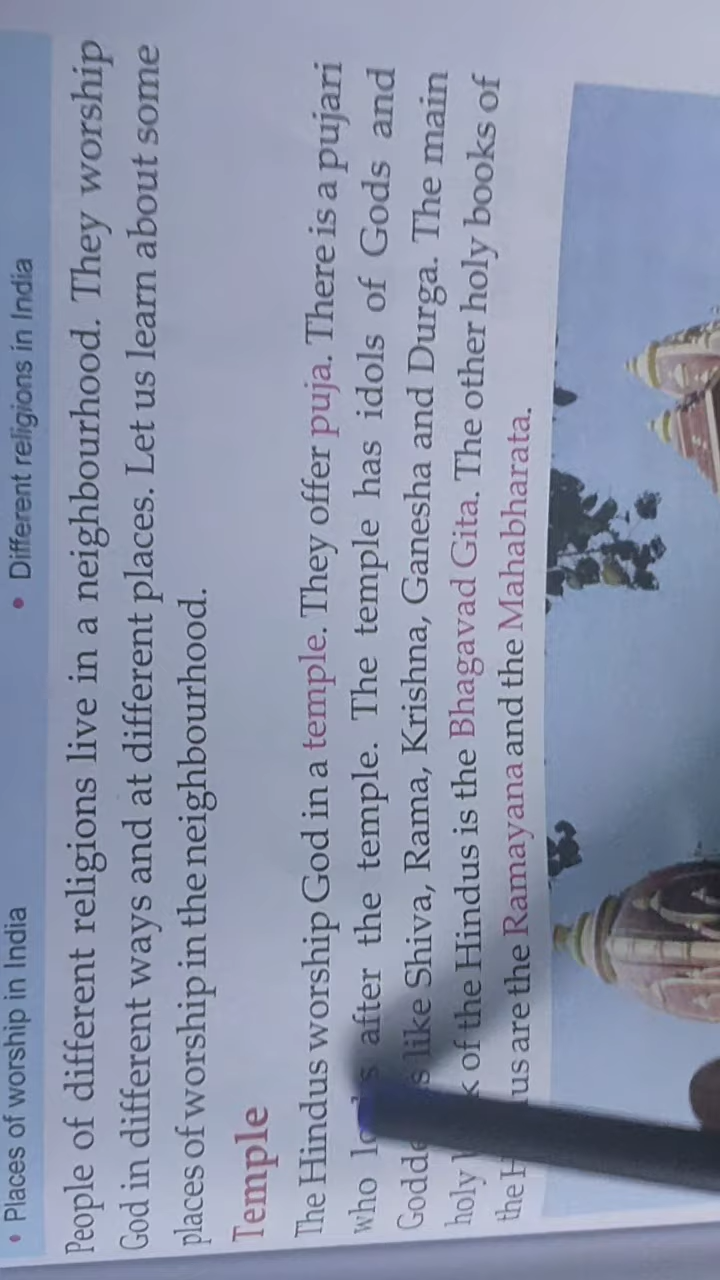 • Places of worship in India • Different religions in India
People of different religions live in a neighbourhood. They worship
God in different ways and at different places. Let us learn about some
places of worship in the neighbourhood.
Temple
The Hindus worship God in a temple. They offer puja. There is a pujari
who after the temple. The temple has idols of Gods and
like Shiva, Rama, Krishna, Ganesha and Durga. The main
holy of the Hindus is the Bhagavad Gita. The other holy books of
the are the Ramayana and the Mahabharata.